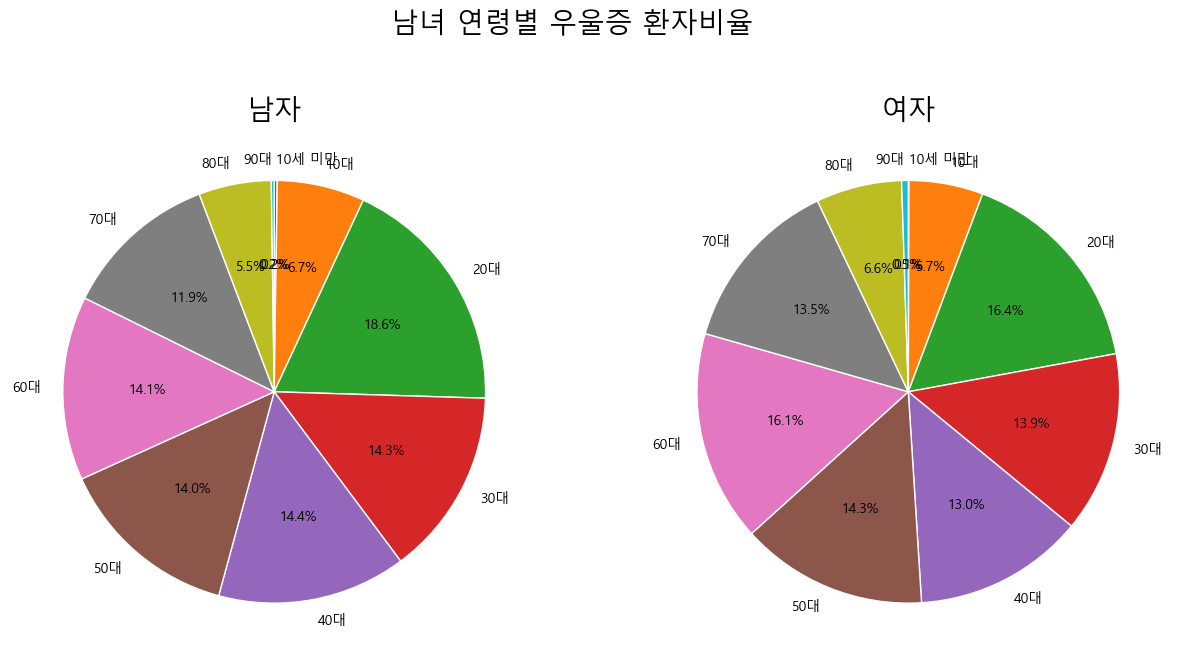 남녀 연령별 우울증 환자비율
남자
여자
90대 10세 미만 10대
80대
70대
20대
60대
30대
50대
40대
5.5%
6.7%
18.6%
11.9%
14.1%
14.3%
14.0%
14.4%
90대 10세 미만 10대
80대
70대
20대
60대
30대
50대
40대
6.6%
5.7%
16.4%
13.5%
16.1%
13.9%
14.3%
13.0%